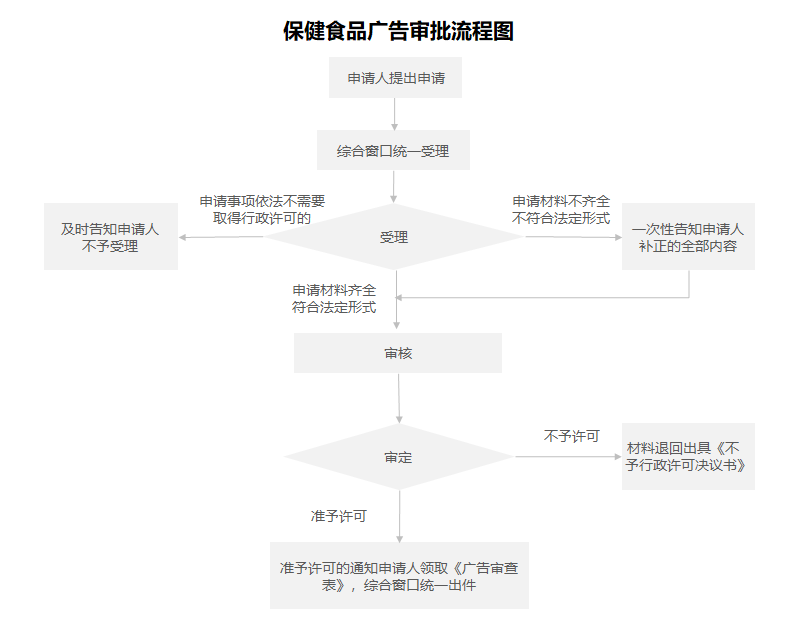 保健食品广告审批流程图
申请人提出申请
综合窗口统一受理
申请事项依法不需要
取得行政许可的
申请材料不齐全
不符合法定形式
及时告知申请人
不予受理
受理
一次性告知申请人
补正的全部内容
申请材料齐全
符合法定形式
审核
不予许可
审定
材料退回出具《不
予行政许可决议书》
准予许可
准予许可的通知申请人领取《广告审查
表》，综合窗口统一出件